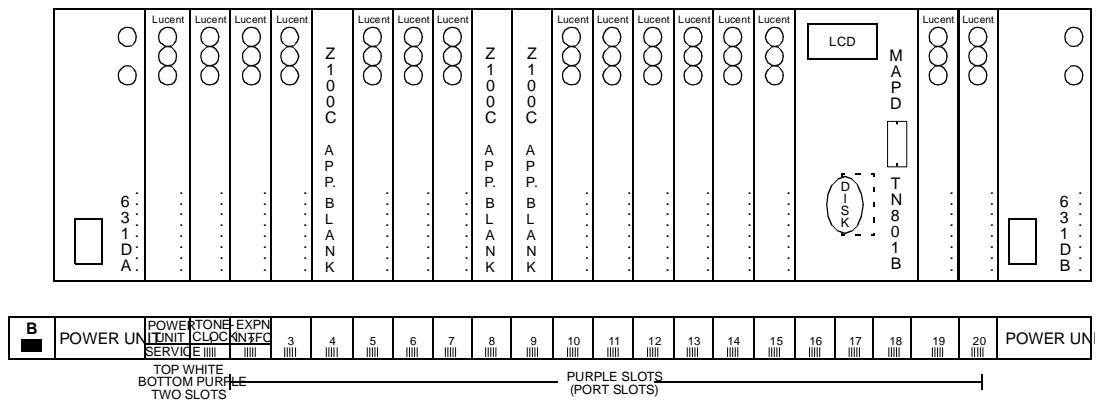 Lucent Lucent Lucent Lucent Lucent Lucent Lucent Lucent Lucent Lucent Lucent Lucent Lucent Lucent Lucent
631DA
Z100C APP. BLANK
Z100C APP. BLANK
Z100C APP. BLANK
LCD
DISK
MAPD TN801B
631DB
B
POWER UNIT
POWER UNIT
SERVICE
TONE-CLOCK
1
EXPN INTFC
2
3 4 5 6 7 8 9 10 11 12 13 14 15 16 17 18 19 20
POWER UNI
TOP WHITE
BOTTOM PURPLE
TWO SLOTS
PURPLE SLOTS
(PORT SLOTS)